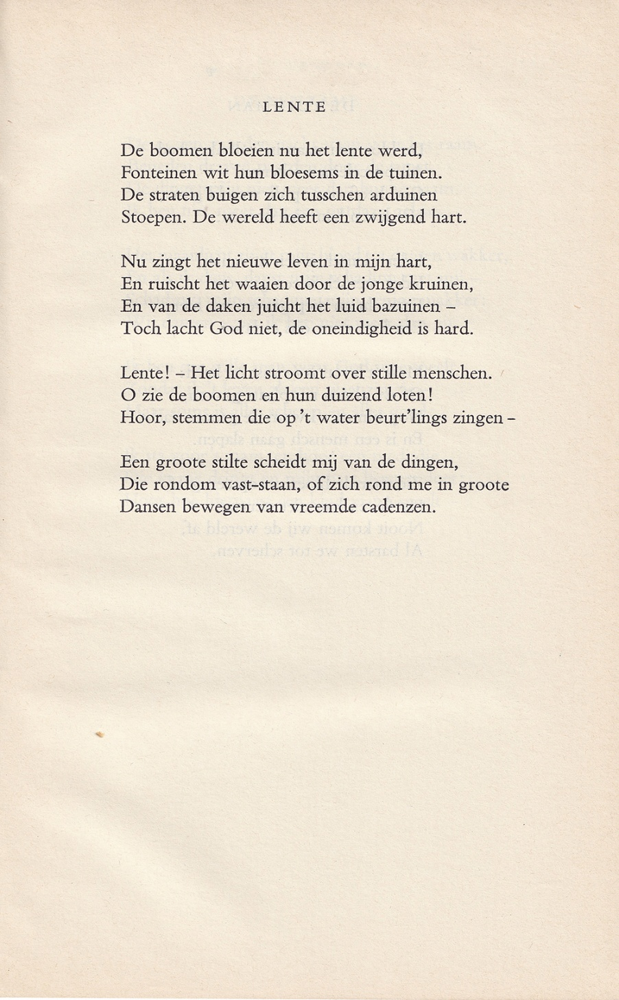 LENTE
De boomen bloeien nu het lente werd,
Fonteinen wit hun bloesems in de tuinen.
De straten buigen zich tusschen arduinen
Stoepen. De wereld heeft een zwijgend hart.
Nu zingt het nieuwe leven in mijn hart,
En ruischt het waaien door de jonge kruinen,
En van de daken juicht het luid bazuinen –
Toch lacht God niet, de oneindigheid is hard.
Lente! – Het licht stroomt over stille menschen.
O zie de boomen en hun duizend loten!
Hoor, stemmen die op ’t water beurt’lings zingen –
Een groote stilte scheidt mij van de dingen,
Die rondom vast-staan, of zich rond me in groote
Dansen bewegen van vreemde cadenzen.